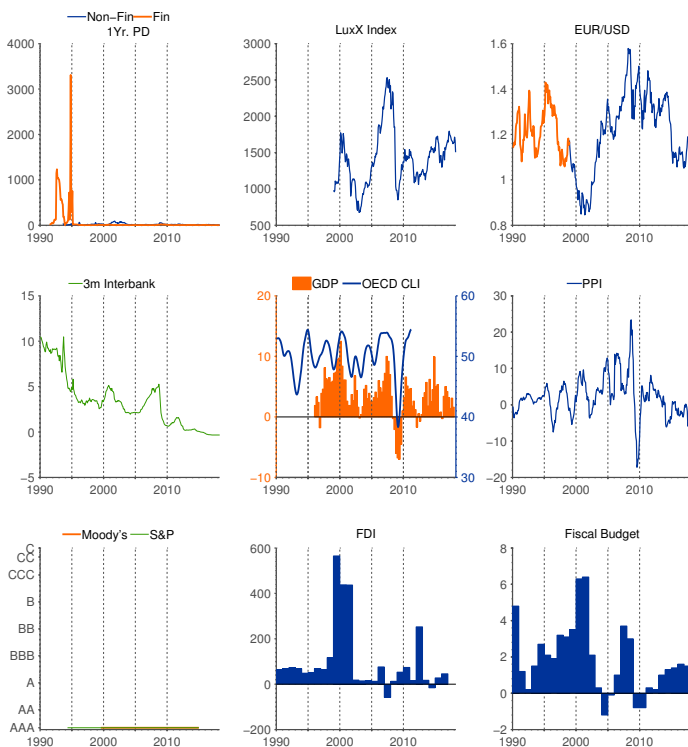 Non−Fin Fin
1Yr. PD
4000
3000
2000
1000
0
1990 2000 2010
LuxX Index
3000
2500
2000
1500
1000
500
1990 2000 2010
EUR/USD
1.6
1.4
1.2
1
0.8
1990 2000 2010
3m Interbank
15
10
5
0
−5
1990 2000 2010
GDP OECD CLI
20 60
10 50
0 40
−10 30
1990 2000 2010
PPI
30
20
10
0
−10
−20
1990 2000 2010
Moody's S&P
C
CC
CCC
B
BB
BBB
A
AA
AAA
1990 2000 2010
FDI
600
400
200
0
−200
1990 2000 2010
Fiscal Budget
8
6
4
2
0
−2
1990 2000 2010